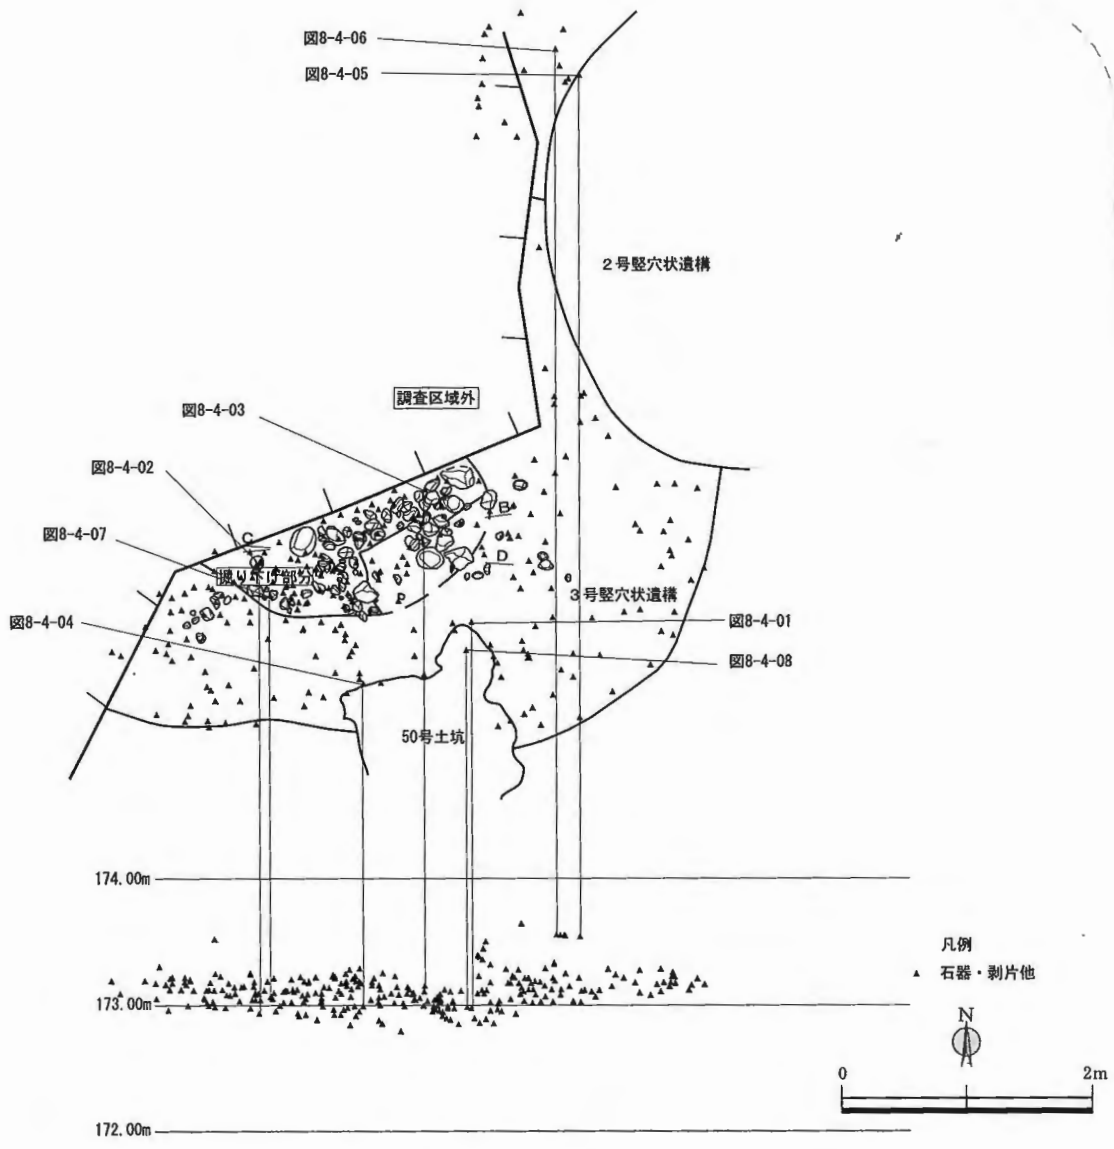 図8-4-06
図8-4-05
2号竪穴状遺構
調査区域外
図8-4-03
図8-4-02
図8-4-07
C
B
D
掘り下げ部分
P
3号竪穴状遺構
図8-4-04
図8-4-01
図8-4-08
50号土坑
174.00m
凡例
▲ 石器・剥片他
173.00m
N
0 2m
172.00m